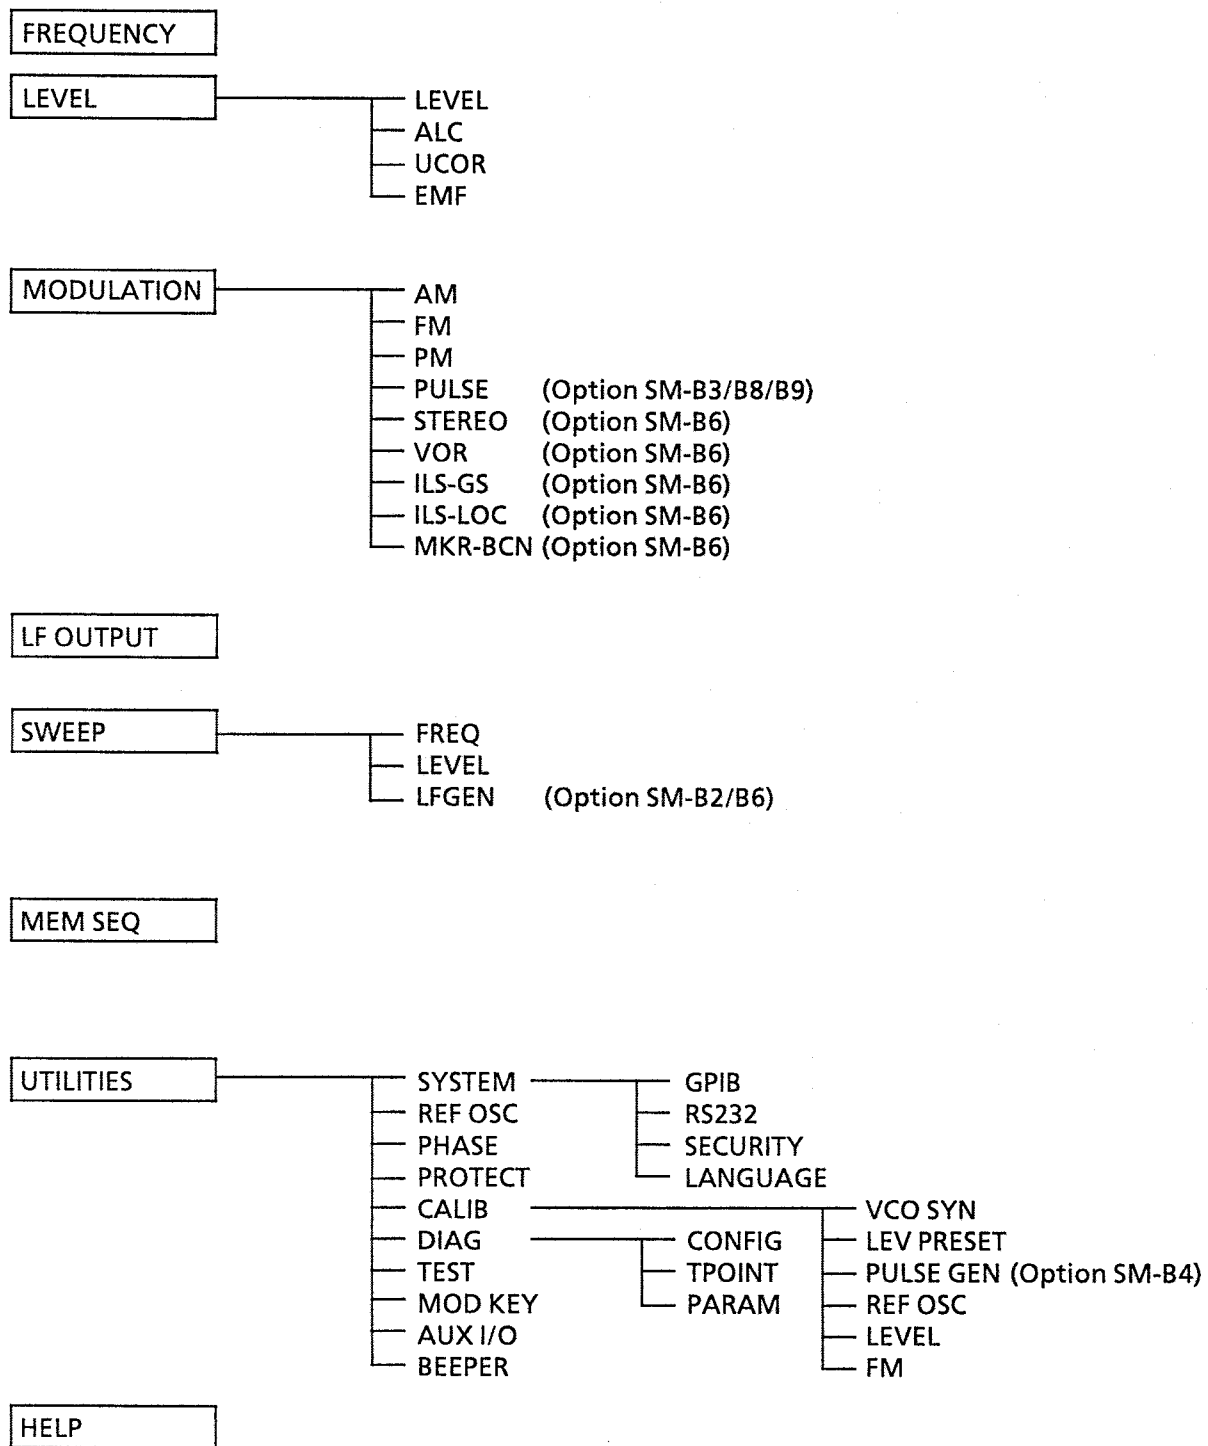 FREQUENCY
LEVEL LEVEL
ALC
UCOR
EMF
MODULATION AM
FM
PM
PULSE (Option SM-B3/B8/B9)
STEREO (Option SM-B6)
VOR (Option SM-B6)
ILS-GS (Option SM-B6)
ILS-LOC (Option SM-B6)
MKR-BCN (Option SM-B6)
LF OUTPUT
SWEEP FREQ
LEVEL
LFGEN (Option SM-B2/B6)
MEM SEQ
UTILITIES SYSTEM GPIB
REF OSC RS232
PHASE SECURITY
PROTECT LANGUAGE
CALIB VCO SYN
DIAG CONFIG LEV PRESET
TEST TPOINT PULSE GEN (Option SM-B4)
MOD KEY PARAM REF OSC
AUX I/O LEVEL
BEEPER FM
HELP